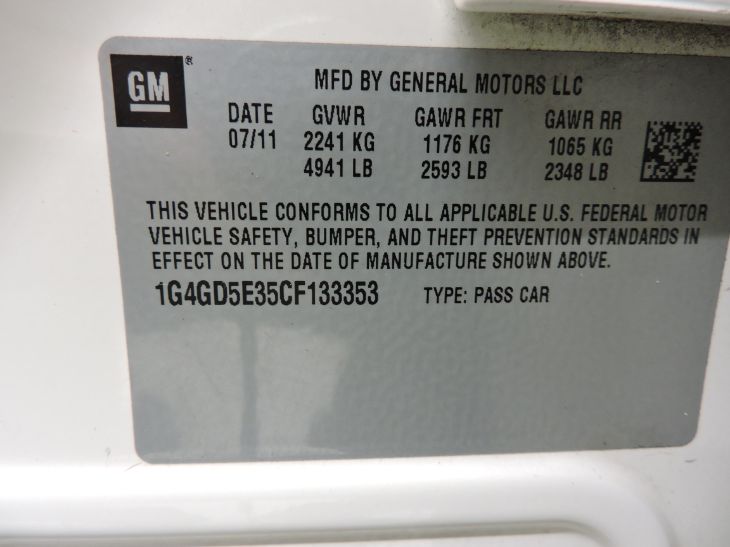 GM®
MFD BY GENERAL MOTORS LLC
DATE GVWR GAWR FRT GAWR RR
07/11 2241 KG 1176 KG 1065 KG
4941 LB 2593 LB 2348 LB
THIS VEHICLE CONFORMS TO ALL APPLICABLE U.S. FEDERAL MOTOR
VEHICLE SAFETY, BUMPER, AND THEFT PREVENTION STANDARDS IN
EFFECT ON THE DATE OF MANUFACTURE SHOWN ABOVE.
1G4GD5E35CF133353 TYPE: PASS CAR